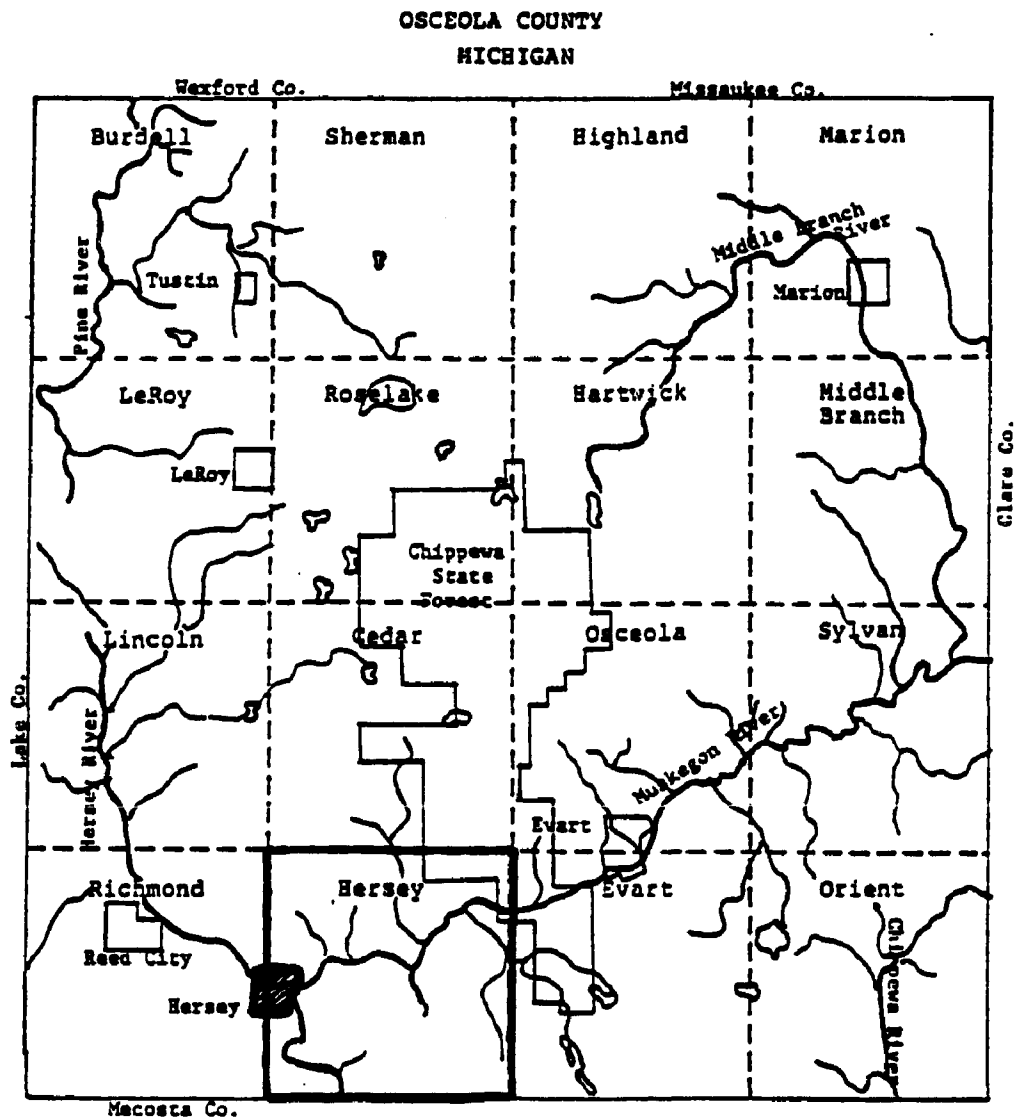 OSCEOLA COUNTY
MICHIGAN
Wexford Co.
Missaukee Co.
Burdell
Sherman
Highland
Marion
Middle Branch
River
Pine River
Tustin
Marion
LeRoy
Roselake
Hartwick
Middle
Branch
LeRoy
Clare Co.
Chippewa
State
Forest
Lincoln
Cedar
Osceola
Sylvan
Lake Co.
Hersey River
Muskegon River
Evart
Richmond
Hersey
Evart
Orient
Reed City
Chippewa River
Hersey
Mecosta Co.